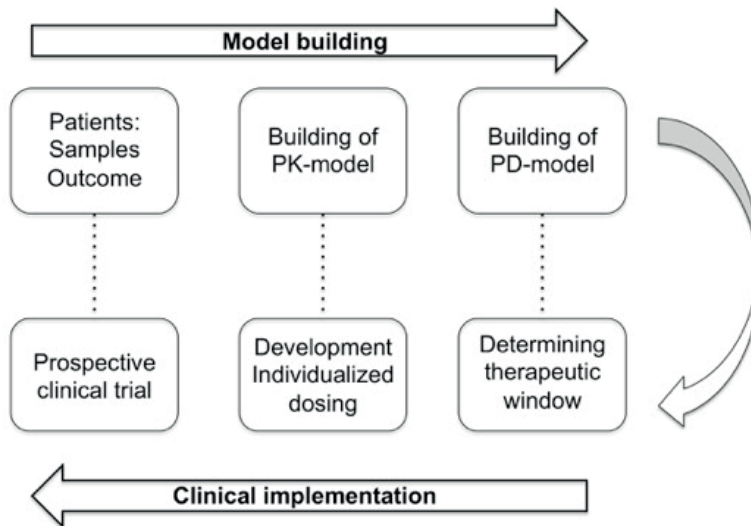 Model building
Patients:
Samples
Outcome
Building of
PK-model
Building of
PD-model
Prospective
clinical trial
Development
Individualized
dosing
Determining
therapeutic
window
Clinical implementation